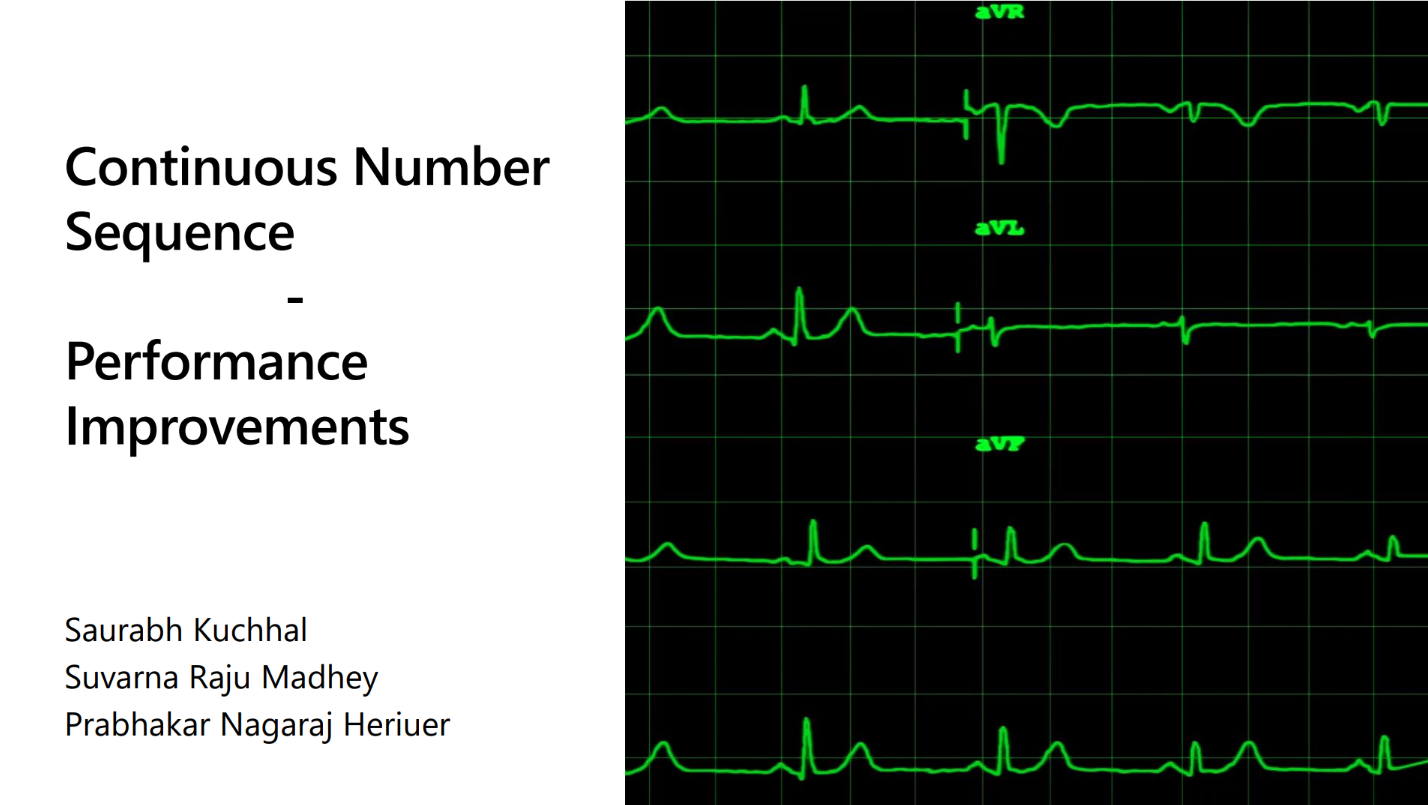 Continuous Number
Sequence
-
Performance
Improvements
Saurabh Kuchhal
Suvarna Raju Madhey
Prabhakar Nagaraj Heriuer
aVR
aVL
aVF